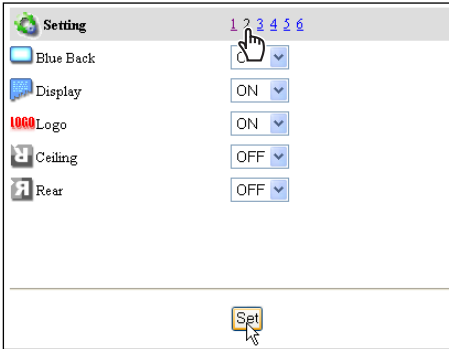 Setting 1 2 3 4 5 6
Blue Back
Display ON
LOGO Logo ON
Ceiling OFF
Rear OFF
Set